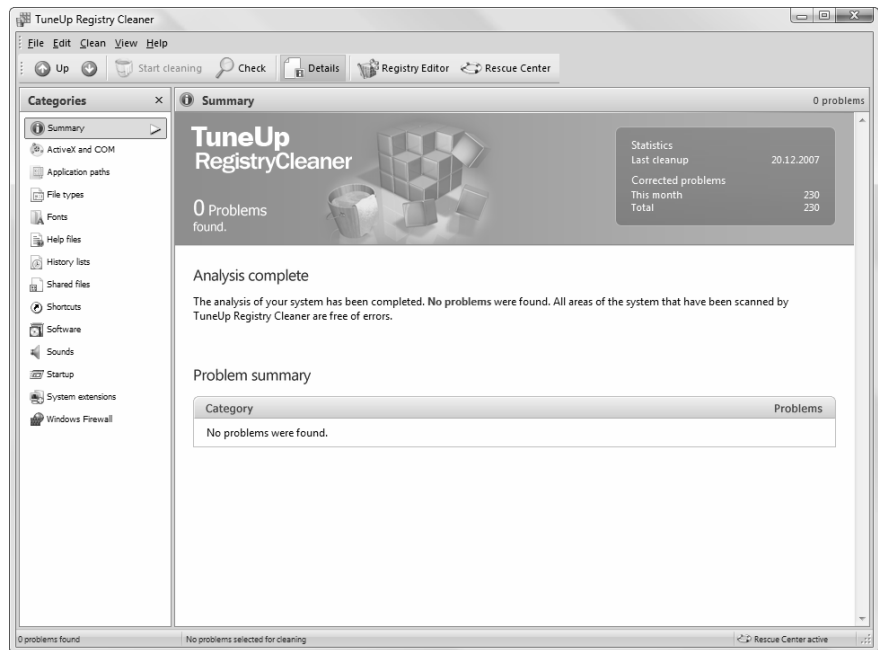 TuneUp Registry Cleaner
File Edit Clean View Help
Up Start cleaning Check Details Registry Editor Rescue Center
Categories
Summary
ActiveX and COM
Application paths
File types
Fonts
Help files
History lists
Shared files
Shortcuts
Software
Sounds
Startup
System extensions
Windows Firewall
Summary 0 problems
TuneUp
RegistryCleaner
0 Problems
found.
Statistics
Last cleanup 20.12.2007
Corrected problems
This month 230
Total 230
Analysis complete
The analysis of your system has been completed. No problems were found. All areas of the system that have been scanned by
TuneUp Registry Cleaner are free of errors.
Problem summary
Category Problems
No problems were found.
0 problems found No problems selected for cleaning Rescue Center active